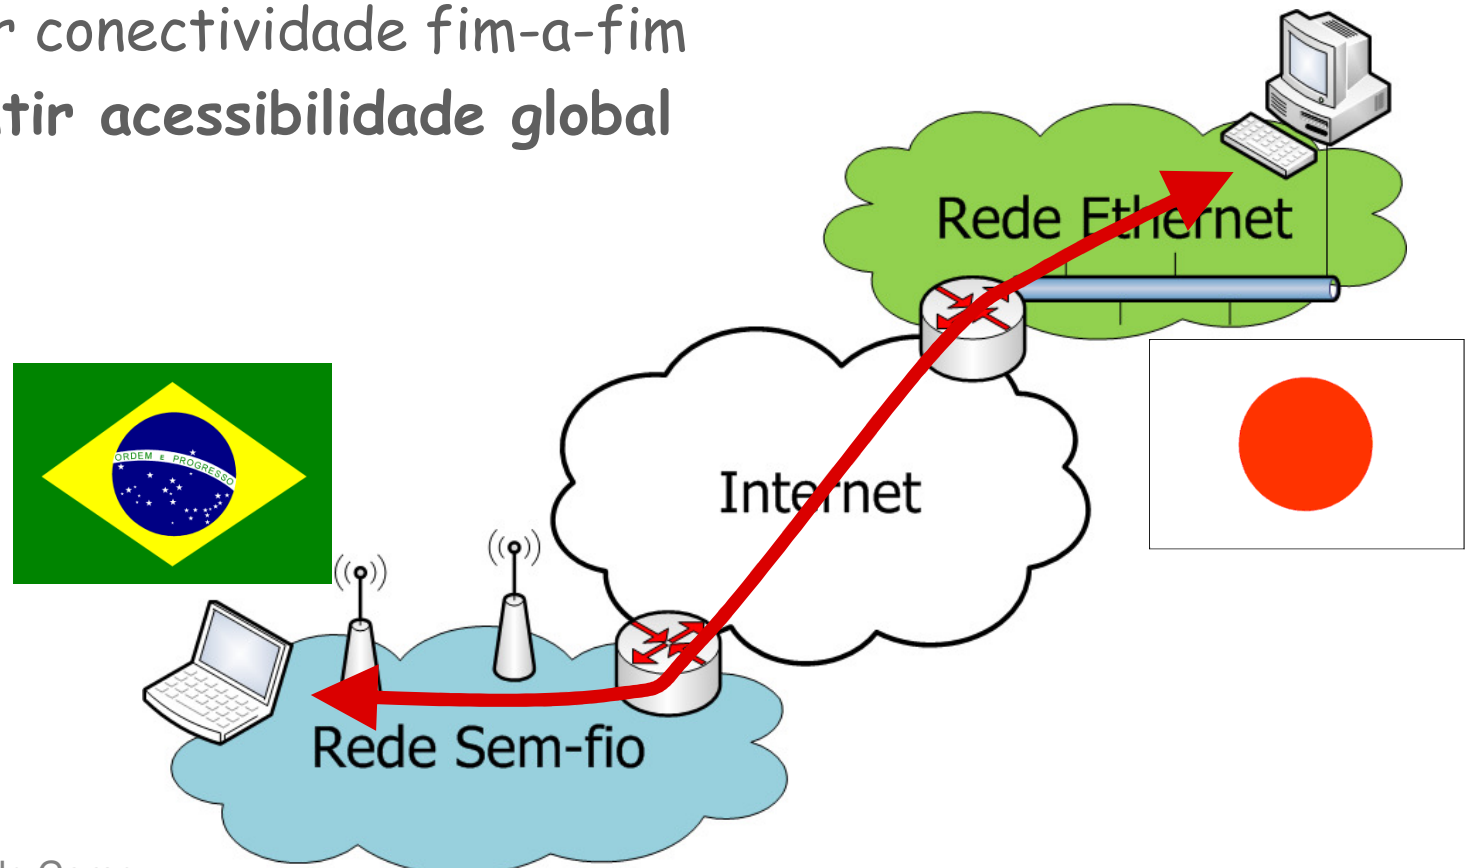 r conectividade fim-a-fim
tir acessibilidade global
Rede Ethernet
ORDEM E PROGRESSO
Internet
Rede Sem-fio